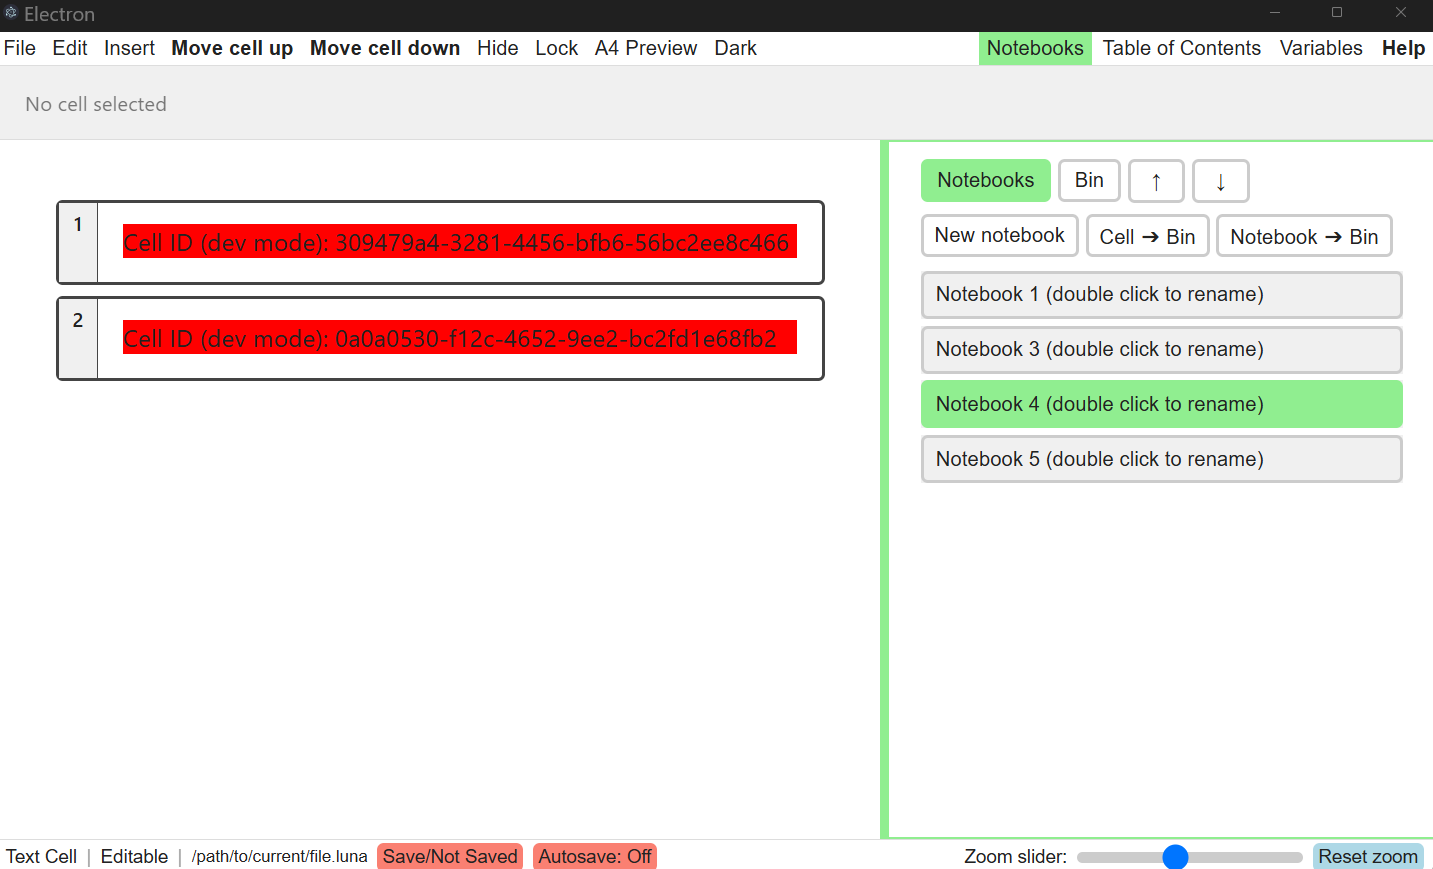 Electron
File Edit Insert Move cell up Move cell down Hide Lock A4 Preview Dark Notebooks Table of Contents Variables Help
No cell selected
1 Cell ID (dev mode): 309479a4-3281-4456-bfb6-56bc2ee8c466
2 Cell ID (dev mode): 0a0a0530-f12c-4652-9ee2-bc2fd1e68fb2
Notebooks Bin ↑ ↓
New notebook Cell ➔ Bin Notebook ➔ Bin
Notebook 1 (double click to rename)
Notebook 3 (double click to rename)
Notebook 4 (double click to rename)
Notebook 5 (double click to rename)
Text Cell | Editable | /path/to/current/file.luna Save/Not Saved Autosave: Off Zoom slider: Reset zoom